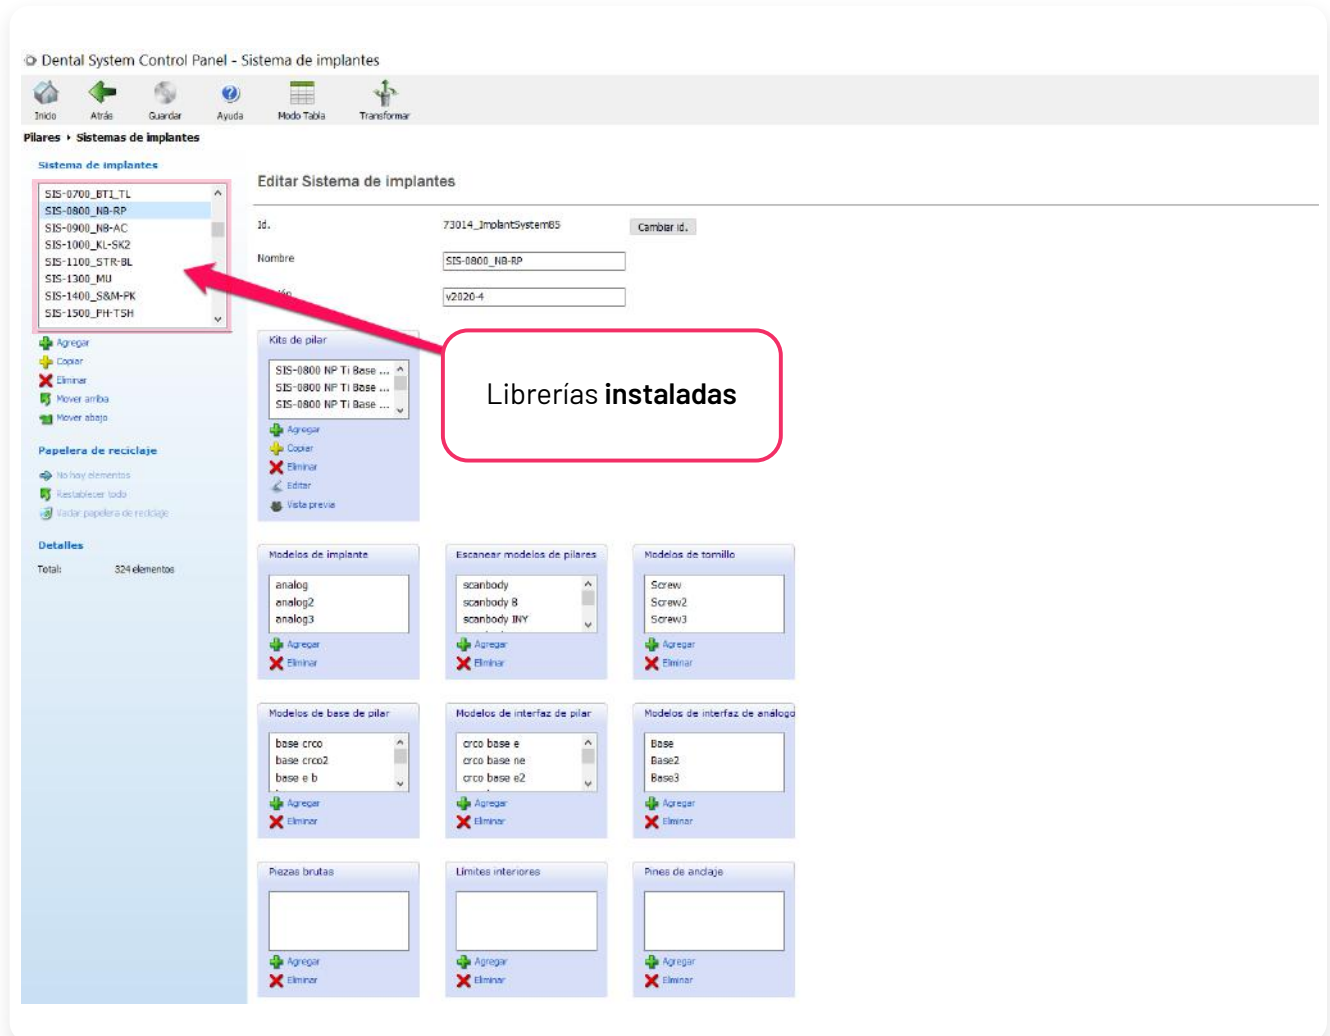 Dental System Control Panel - Sistema de implantes
Inicio Atrás Guardar Ayuda Modo Tabla Transformar
Pilares Sistemas de implantes
Sistema de implantes
SIS-0700_BTI_TL
SIS-0800_NB-RP
SIS-0900_NB-AC
SIS-1000_KL-SK2
SIS-1100_STR-BL
SIS-1300_MU
SIS-1400_S&M-PK
SIS-1500_PH-TSH
Agregar
Copiar
Eliminar
Mover arriba
Mover abajo
Papelera de reciclaje
No hay elementos
Restablecer todo
Vaciar papelera de reciclaje
Detalles
Total: 324 elementos
Editar Sistema de implantes
Id. 73014_ImplantSystem85 Cambiar id.
Nombre SIS-0800_NB-RP
v2020-4
Librerías instaladas
Kits de pilar
SIS-0800 NP Ti Base ...
SIS-0800 NP Ti Base ...
SIS-0800 NP Ti Base ...
Agregar
Copiar
Eliminar
Editar
Vista previa
Modelos de implante
analog
analog2
analog3
Agregar
Eliminar
Escanear modelos de pilares
scanbody
scanbody B
scanbody INY
Agregar
Eliminar
Modelos de tornillo
Screw
Screw2
Screw3
Agregar
Eliminar
Modelos de base de pilar
base crco
base crco2
base e b
Agregar
Eliminar
Modelos de interfaz de pilar
crco base e
crco base ne
crco base e2
Agregar
Eliminar
Modelos de interfaz de análogo
Base
Base2
Base3
Agregar
Eliminar
Piezas brutas
Agregar
Eliminar
Límites interiores
Agregar
Eliminar
Pines de anclaje
Agregar
Eliminar